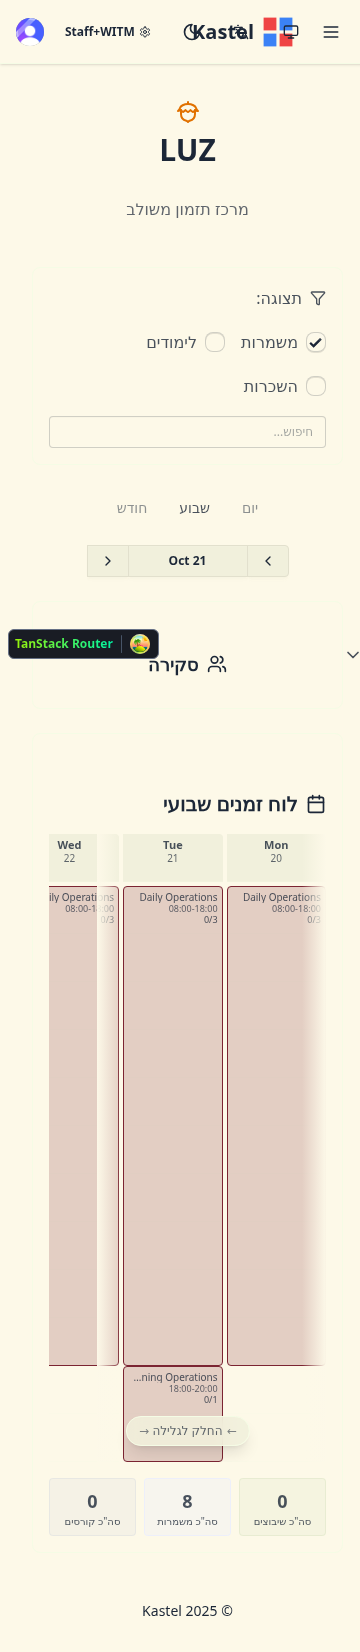 Kastel
Staff+WITM
LUZ
מרכז תזמון משולב
תצוגה:
משמרות
לימודים
השכרות
חיפוש...
יום
שבוע
חודש
Oct 21
TanStack Router
סקירה
לוח זמנים שבועי
Mon
20
Tue
21
Wed
22
Daily Operations
08:00-18:00
0/3
Daily Operations
08:00-18:00
0/3
ily Operations
08:00-18:00
0/3
...ning Operations
18:00-20:00
0/1
← החלק לגלילה →
0
סה"כ שיבוצים
8
סה"כ משמרות
0
סה"כ קורסים
© 2025 Kastel